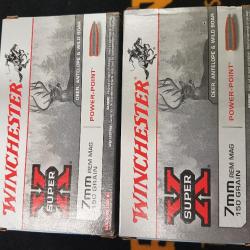 WINCHESTER
SUPER X
7mm REM MAG
150 GRAIN
POWER-POINT
DEER, ANTELOPE & WILD BOAR
WINCHESTER
SUPER X
7mm REM MAG
150 GRAIN
POWER-POINT
DEER, ANTELOPE & WILD BOAR